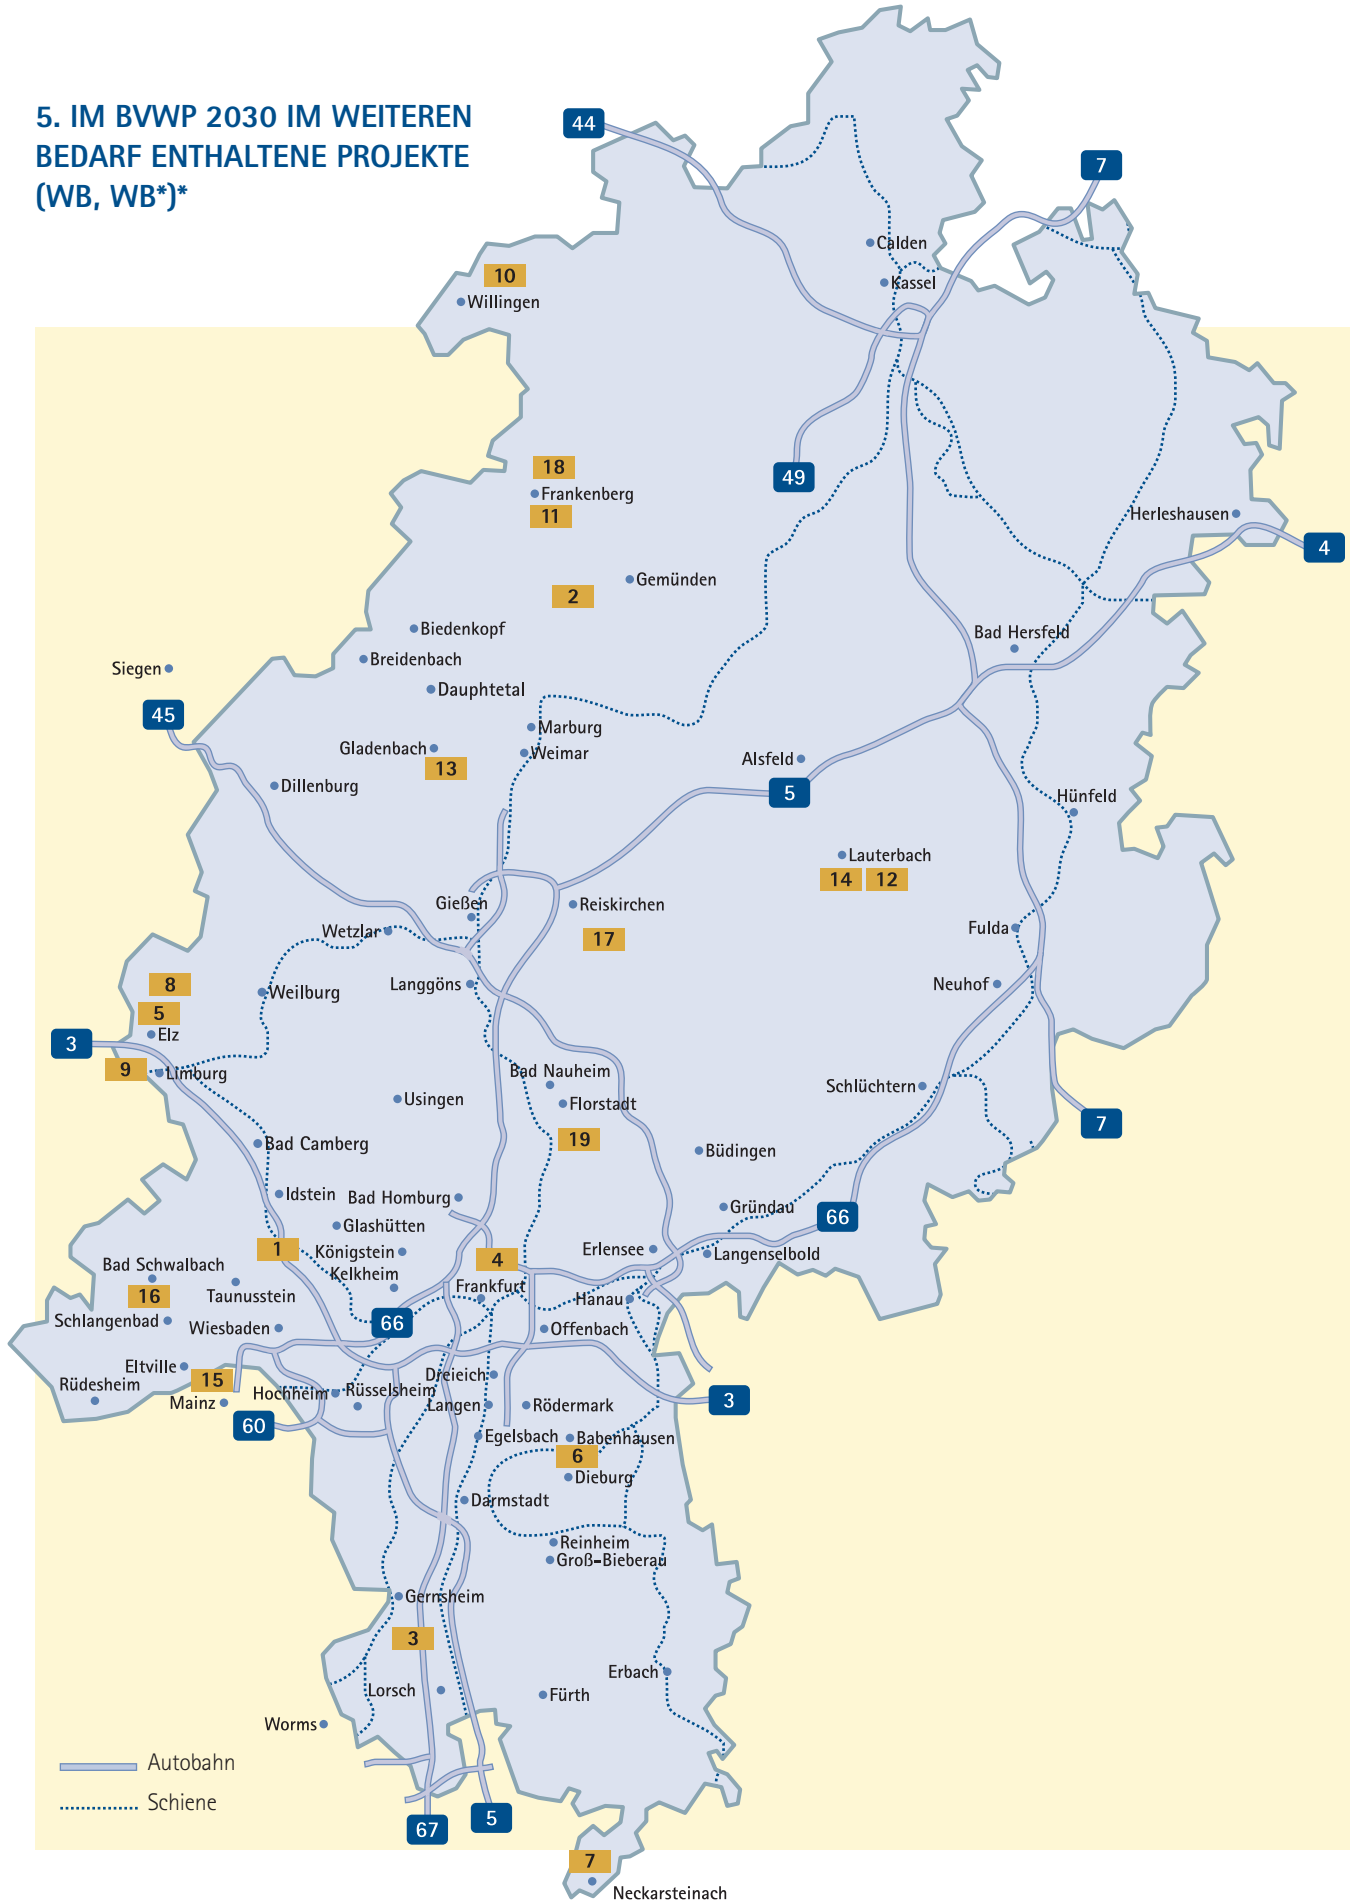 5. IM BVWP 2030 IM WEITEREN
BEDARF ENTHALTENE PROJEKTE
(WB, WB*)*
44
7
Calden
10
Kassel
Willingen
18
49
Frankenberg
11
Herleshausen
4
Gemünden
2
Biedenkopf
Bad Hersfeld
Breidenbach
Siegen
Dauphtetal
45
Marburg
Gladenbach
Weimar
13
Alsfeld
Dillenburg
5
Hünfeld
Lauterbach
14
12
Gießen
Reiskirchen
Wetzlar
17
Fulda
8
Weilburg
Langgöns
Neuhof
5
Elz
3
9
Limburg
Bad Nauheim
Schlüchtern
Usingen
Florstadt
7
19
Bad Camberg
Büdingen
Idstein
Bad Homburg
Gründau
66
Glashütten
1
Königstein
4
Erlensee
Langenselbold
Bad Schwalbach
Kelkheim
Frankfurt
16
Taunusstein
Hanau
Schlangenbad
Wiesbaden
66
Offenbach
Eltville
15
Dreieich
Rüdesheim
Hochheim
Rüsselsheim
3
Mainz
Langen
Rödermark
60
Egelsbach
Babenhausen
6
Dieburg
Darmstadt
Reinheim
Groß-Bieberau
Gernsheim
3
Erbach
Lorsch
Fürth
Worms
Autobahn
Schiene
67
5
7
Neckarsteinach